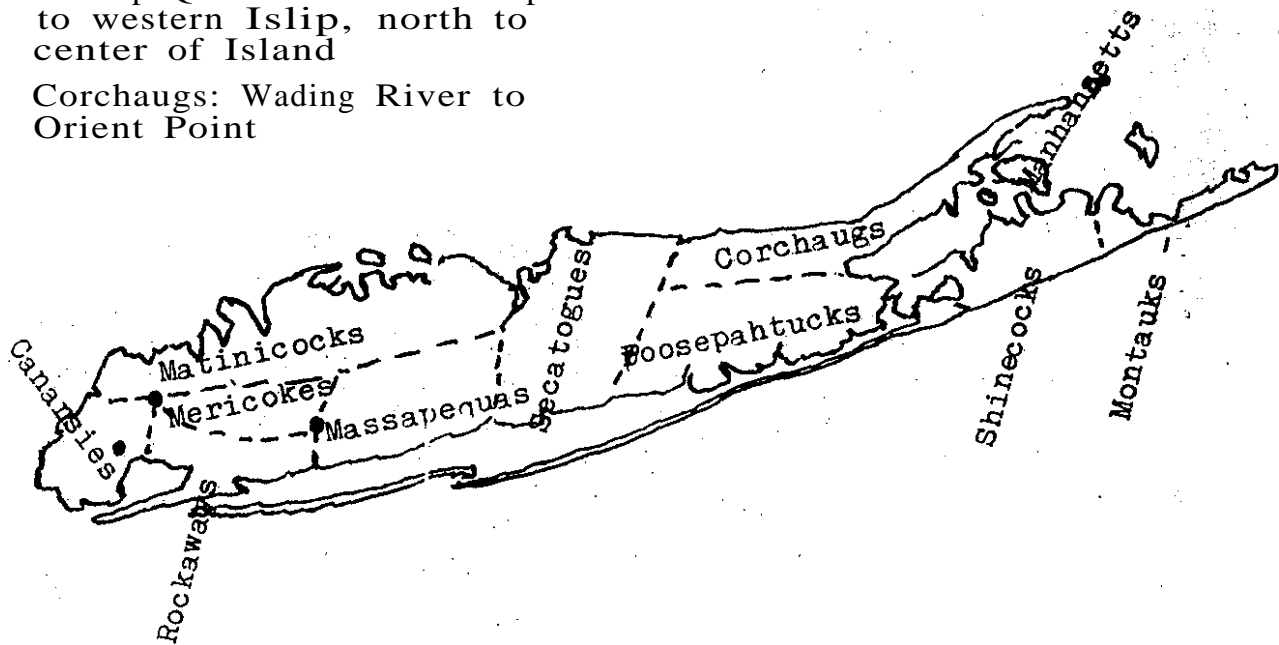 to western Islip, north to
center of Island
Corchaugs: Wading River to
Orient Point
Manhansetts
Corchaugs
Secatogues
Poosepahtucks
Matinicocks
Canarsies
Mericokes
Massapequas
Shinecocks
Montauks
Rockaways